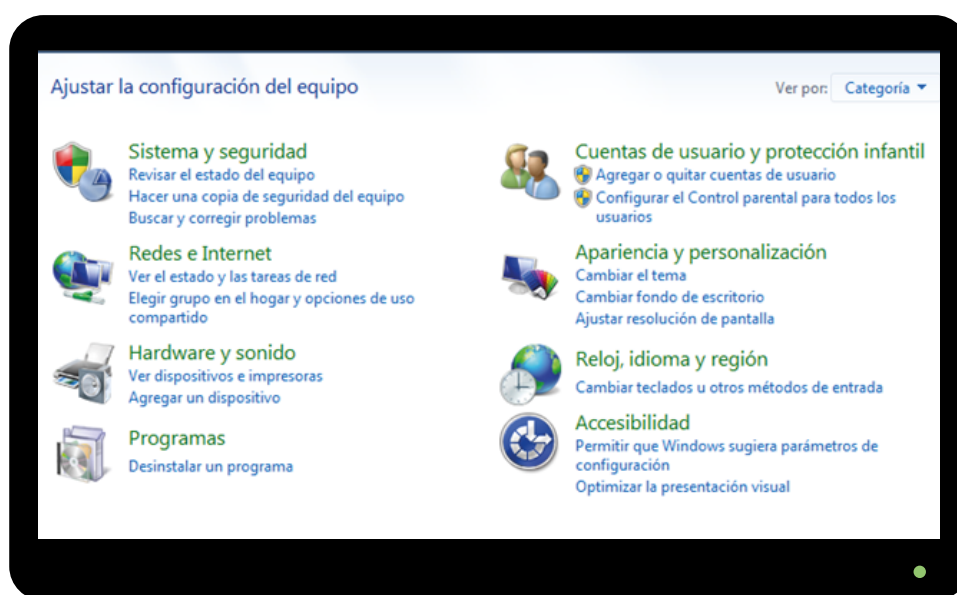 Ajustar la configuración del equipo
Ver por: Categoría
Sistema y seguridad
Revisar el estado del equipo
Hacer una copia de seguridad del equipo
Buscar y corregir problemas
Redes e Internet
Ver el estado y las tareas de red
Elegir grupo en el hogar y opciones de uso
compartido
Hardware y sonido
Ver dispositivos e impresoras
Agregar un dispositivo
Programas
Desinstalar un programa
Cuentas de usuario y protección infantil
Agregar o quitar cuentas de usuario
Configurar el Control parental para todos los
usuarios
Apariencia y personalización
Cambiar el tema
Cambiar fondo de escritorio
Ajustar resolución de pantalla
Reloj, idioma y región
Cambiar teclados u otros métodos de entrada
Accesibilidad
Permitir que Windows sugiera parámetros de
configuración
Optimizar la presentación visual